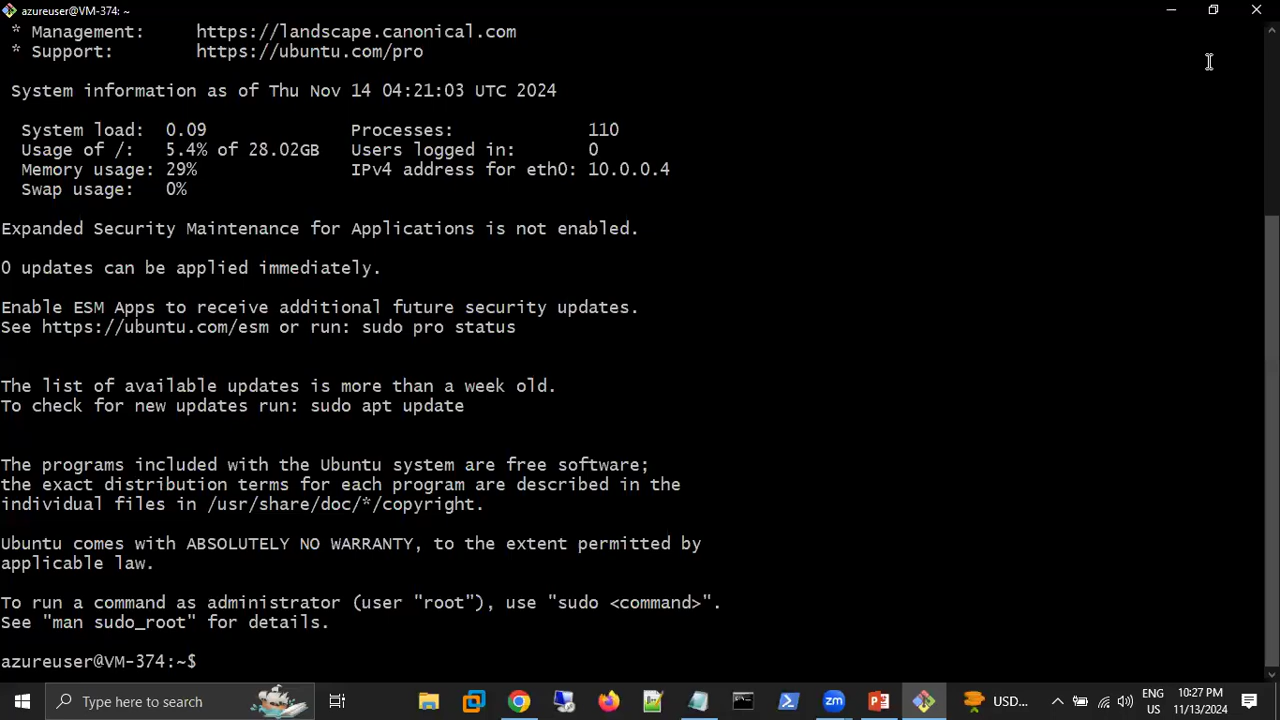 azureuser@VM-374: ~
* Management:     https://landscape.canonical.com
* Support:        https://ubuntu.com/pro
System information as of Thu Nov 14 04:21:03 UTC 2024
System load:  0.09              Processes:             110
Usage of /:   5.4% of 28.02GB   Users logged in:       0
Memory usage: 29%               IPv4 address for eth0: 10.0.0.4
Swap usage:   0%
Expanded Security Maintenance for Applications is not enabled.
0 updates can be applied immediately.
Enable ESM Apps to receive additional future security updates.
See https://ubuntu.com/esm or run: sudo pro status
The list of available updates is more than a week old.
To check for new updates run: sudo apt update
The programs included with the Ubuntu system are free software;
the exact distribution terms for each program are described in the
individual files in /usr/share/doc/*/copyright.
Ubuntu comes with ABSOLUTELY NO WARRANTY, to the extent permitted by
applicable law.
To run a command as administrator (user "root"), use "sudo <command>".
See "man sudo_root" for details.
azureuser@VM-374:~$
Type here to search
zm
USD...
ENG
US
10:27 PM
11/13/2024